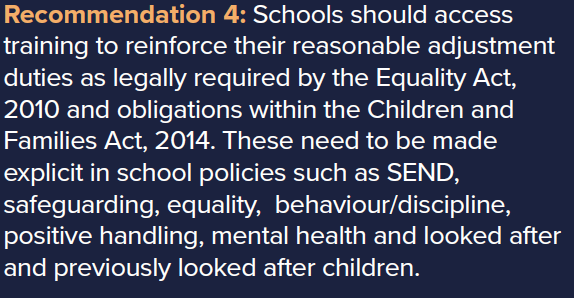 Recommendation 4: Schools should access
training to reinforce their reasonable adjustment
duties as legally required by the Equality Act,
2010 and obligations within the Children and
Families Act, 2014. These need to be made
explicit in school policies such as SEND,
safeguarding, equality,  behaviour/discipline,
positive handling, mental health and looked after
and previously looked after children.